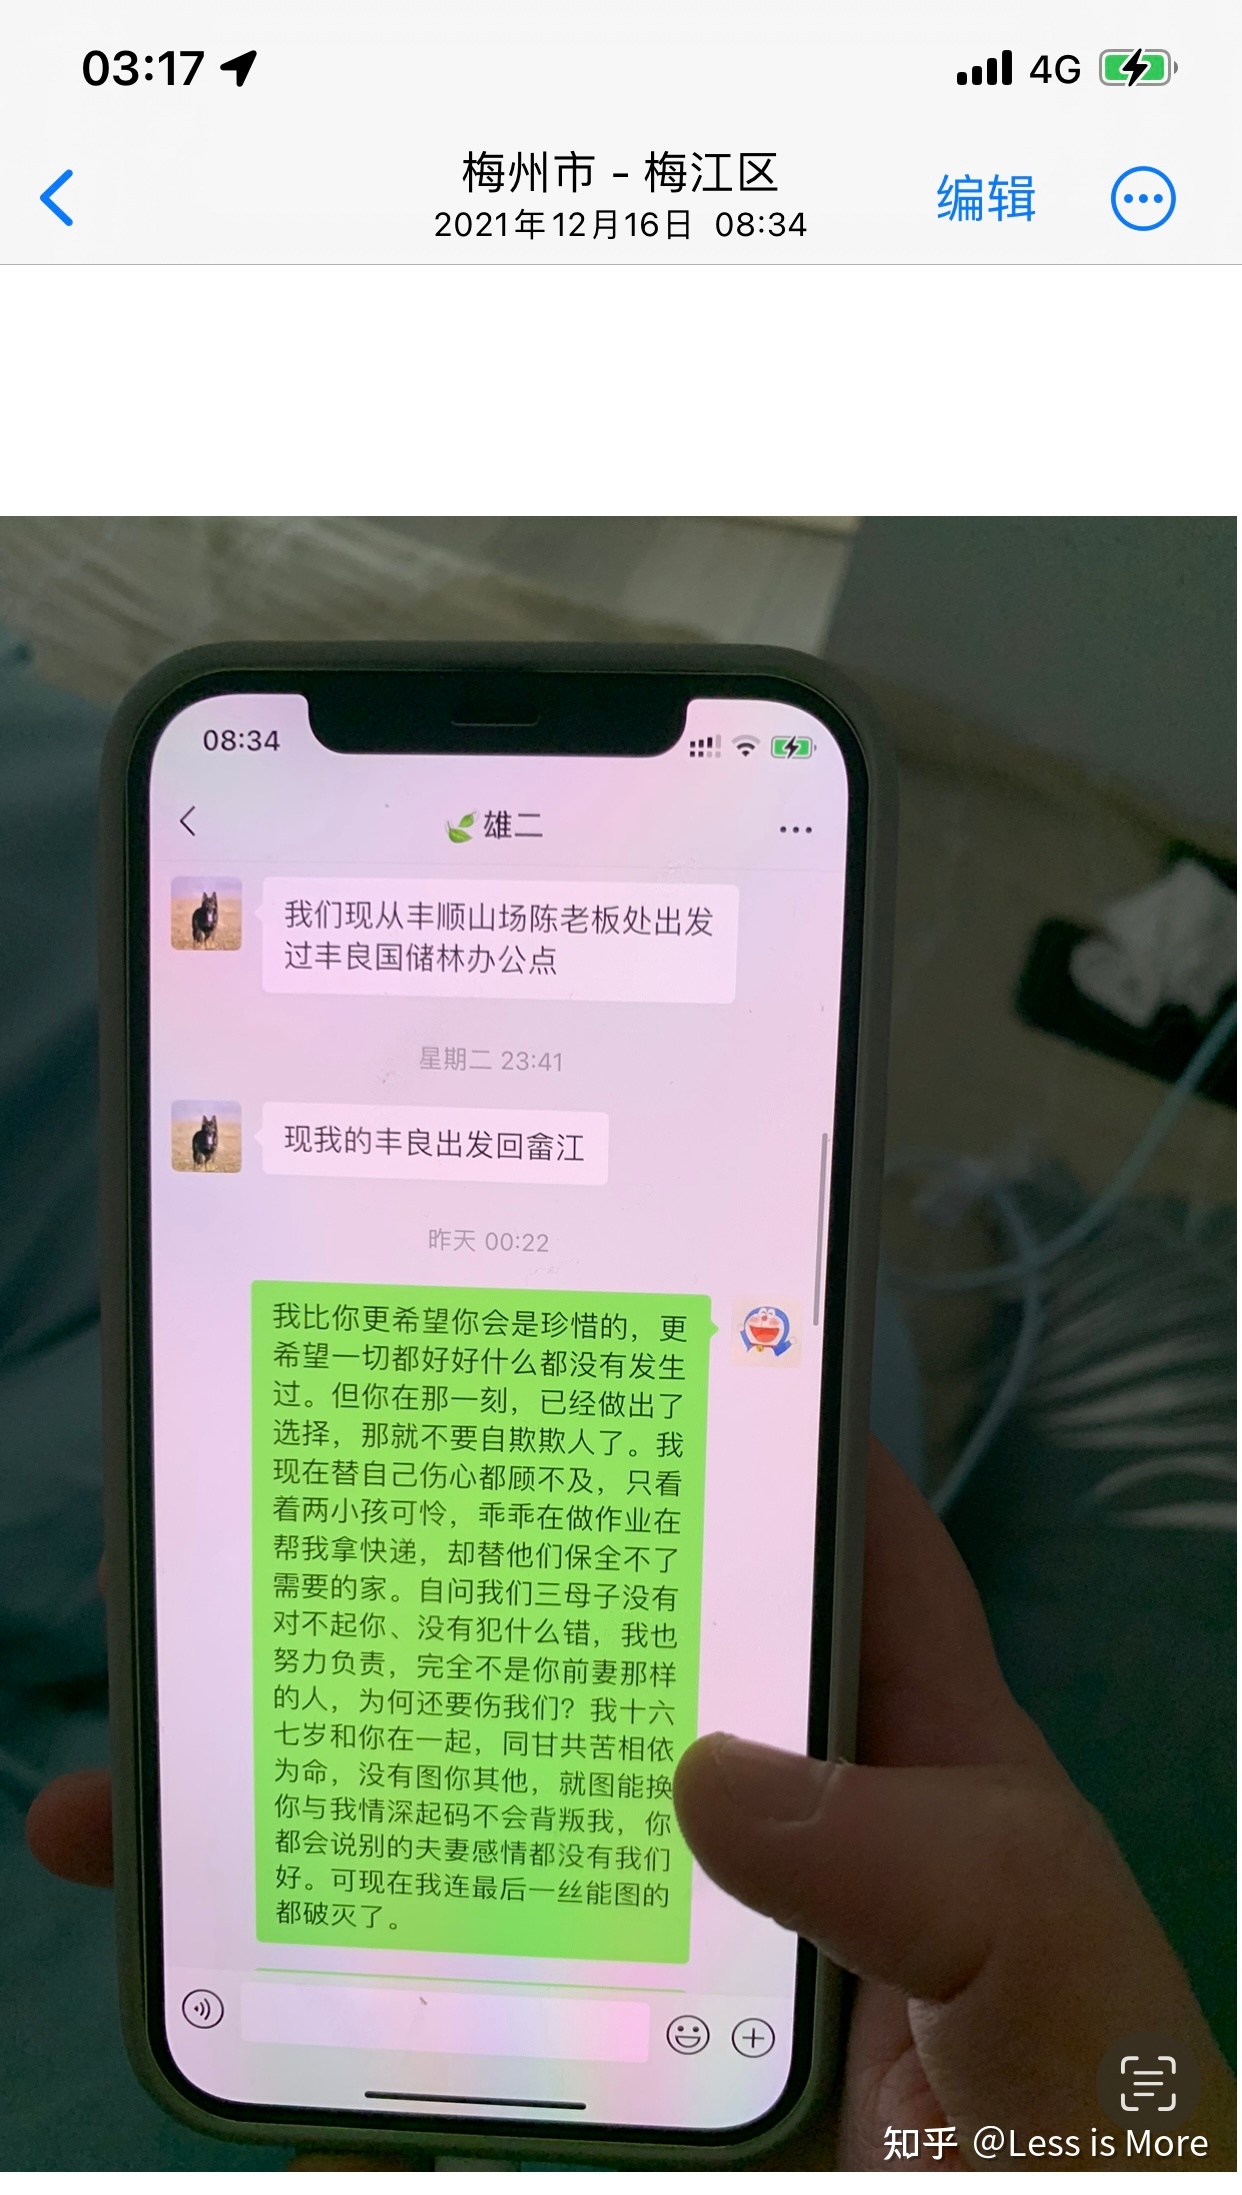 03:17
4G
梅州市 - 梅江区
2021年12月16日 08:34
编辑
08:34
雄二
我们现从丰顺山场陈老板处出发
过丰良国储林办公点
星期二 23:41
现我的丰良出发回畲江
昨天 00:22
我比你更希望你会是珍惜的，更
希望一切都好好什么都没有发生
过。但你在那一刻，已经做出了
选择，那就不要自欺欺人了。我
现在替自己伤心都顾不及，只看
着两小孩可怜，乖乖在做作业在
帮我拿快递，却替他们保全不了
需要的家。自问我们三母子没有
对不起你、没有犯什么错，我也
努力负责，完全不是你前妻那样
的人，为何还要伤我们？我十六
七岁和你在一起，同甘共苦相依
为命，没有图你其他，就图能换
你与我情深起码不会背叛我，你
都会说别的夫妻感情都没有我们
好。可现在我连最后一丝能图的
都破灭了。
知乎 @Less is More